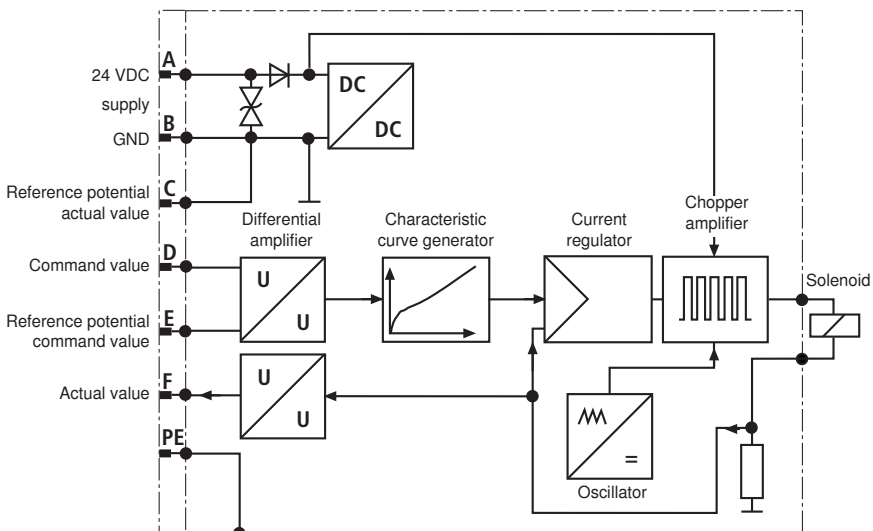 A
24 VDC
supply
B
GND
DC
DC
C
Reference potential
actual value
Differential
amplifier
Characteristic
curve generator
Current
regulator
Chopper
amplifier
D
Command value
U
U
Solenoid
E
Reference potential
command value
F
Actual value
U
U
=
Oscillator
PE